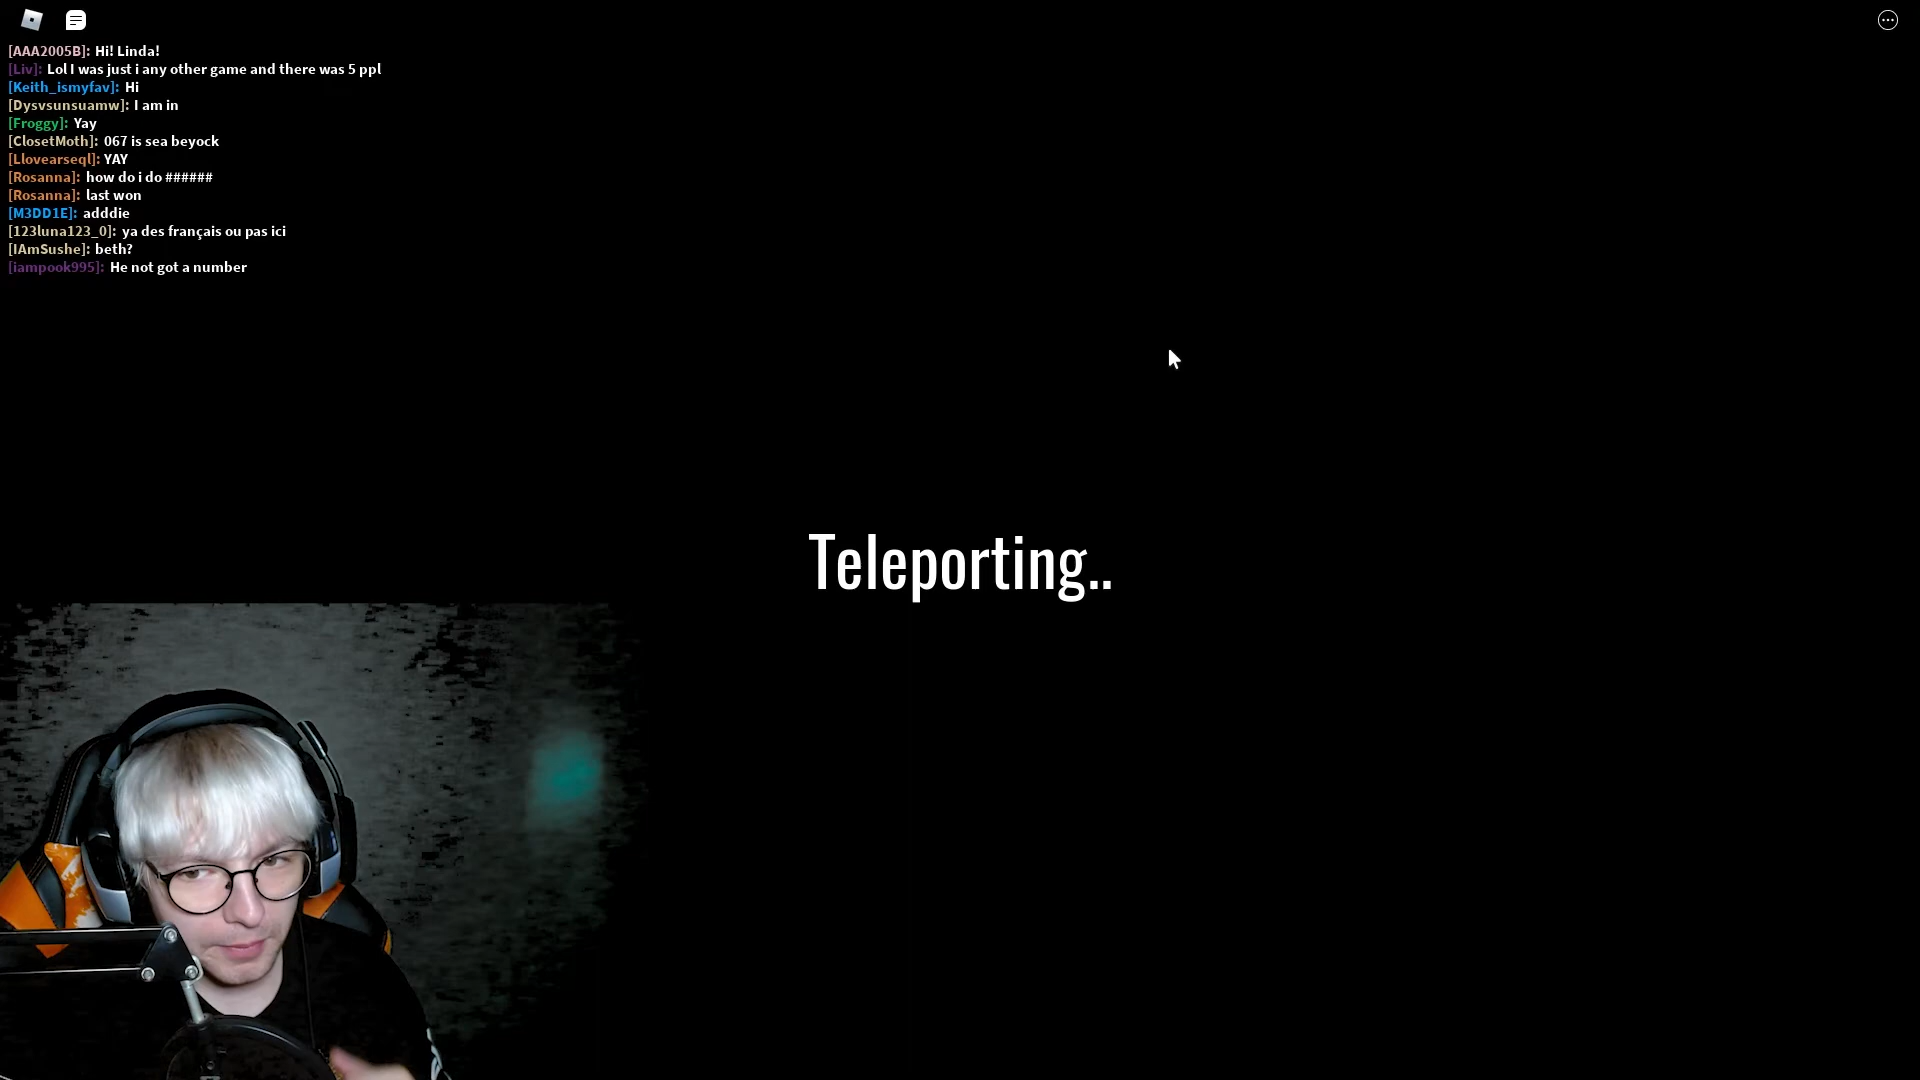 [AAA2005B]: Hi! Linda!
[Liv]: Lol I was just i any other game and there was 5 ppl
[Keith_ismyfav]: Hi
[Dysvsunsuamw]: I am in
[Froggy]: Yay
[ClosetMoth]: 067 is sea beyock
[Llovearseql]: YAY
[Rosanna]: how do i do ######
[Rosanna]: last won
[M3DD1E]: adddie
[123luna123_0]: ya des français ou pas ici
[IAmSushe]: beth?
[iampook995]: He not got a number
Teleporting..